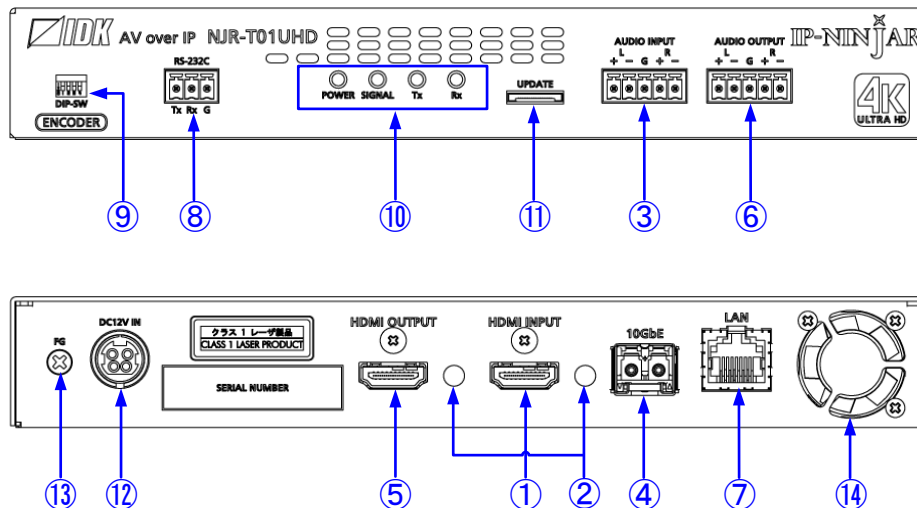 IDK AV over IP NJR-T01UHD IP-NINJAR
RS-232C
AUDIO INPUT
L R
+ − G + −
AUDIO OUTPUT
L R
+ − G + −
UPDATE
POWER SIGNAL Tx Rx
DIP-SW
Tx Rx G
ENCODER
4K
ULTRA HD
⑨ ⑧ ⑩ ⑪ ③ ⑥
FG
DC12V IN
クラス 1 レーザ製品
CLASS 1 LASER PRODUCT
SERIAL NUMBER
HDMI OUTPUT
HDMI INPUT
10GbE
LAN
⑬ ⑫ ⑤ ① ② ④ ⑦ ⑭